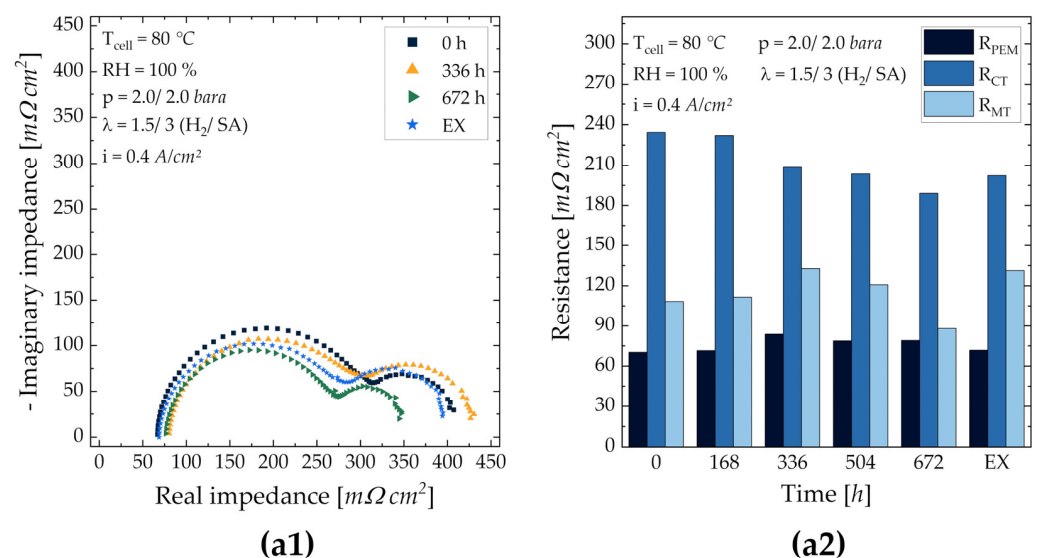 450
400
350
300
250
200
150
100
50
0
- Imaginary impedance [mΩ cm²]
T_cell = 80 °C
RH = 100 %
p = 2.0/ 2.0 bara
λ = 1.5/ 3 (H₂/ SA)
i = 0.4 A/cm²
0 h
336 h
672 h
EX
0 50 100 150 200 250 300 350 400 450
Real impedance [mΩ cm²]
(a1)
300
270
240
210
180
150
120
90
60
30
0
Resistance [mΩ cm²]
T_cell = 80 °C p = 2.0/ 2.0 bara
RH = 100 % λ = 1.5/ 3 (H₂/ SA)
i = 0.4 A/cm²
R_PEM
R_CT
R_MT
0 168 336 504 672 EX
Time [h]
(a2)